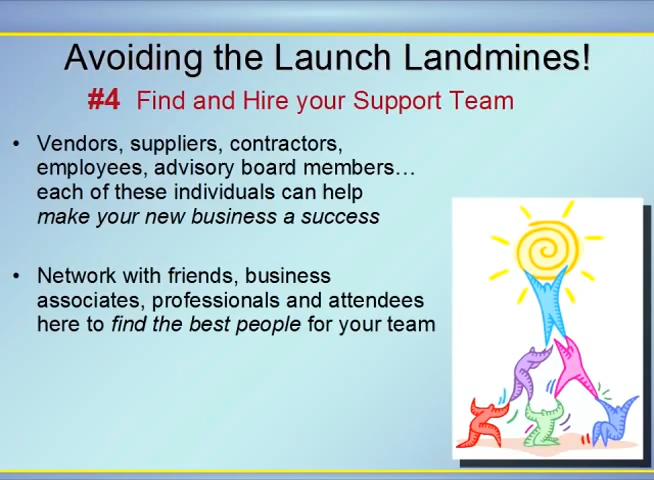 Avoiding the Launch Landmines!
#4 Find and Hire your Support Team
• Vendors, suppliers, contractors,
employees, advisory board members…
each of these individuals can help
make your new business a success
• Network with friends, business
associates, professionals and attendees
here to find the best people for your team